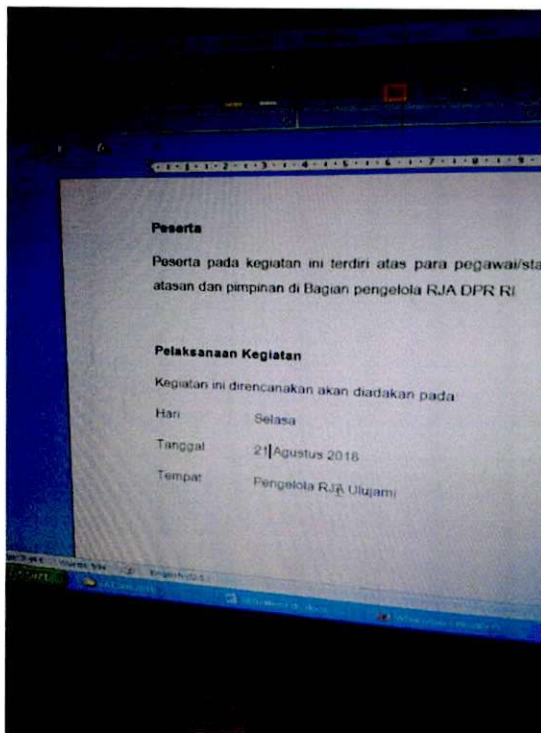 Peserta
Peserta pada kegiatan ini terdiri atas para pegawai/sta
atasan dan pimpinan di Bagian pengelola RJA DPR RI
Pelaksanaan Kegiatan
Kegiatan ini direncanakan akan diadakan pada
Hari Selasa
Tanggal 21 Agustus 2018
Tempat Pengelola RJA Ulujami